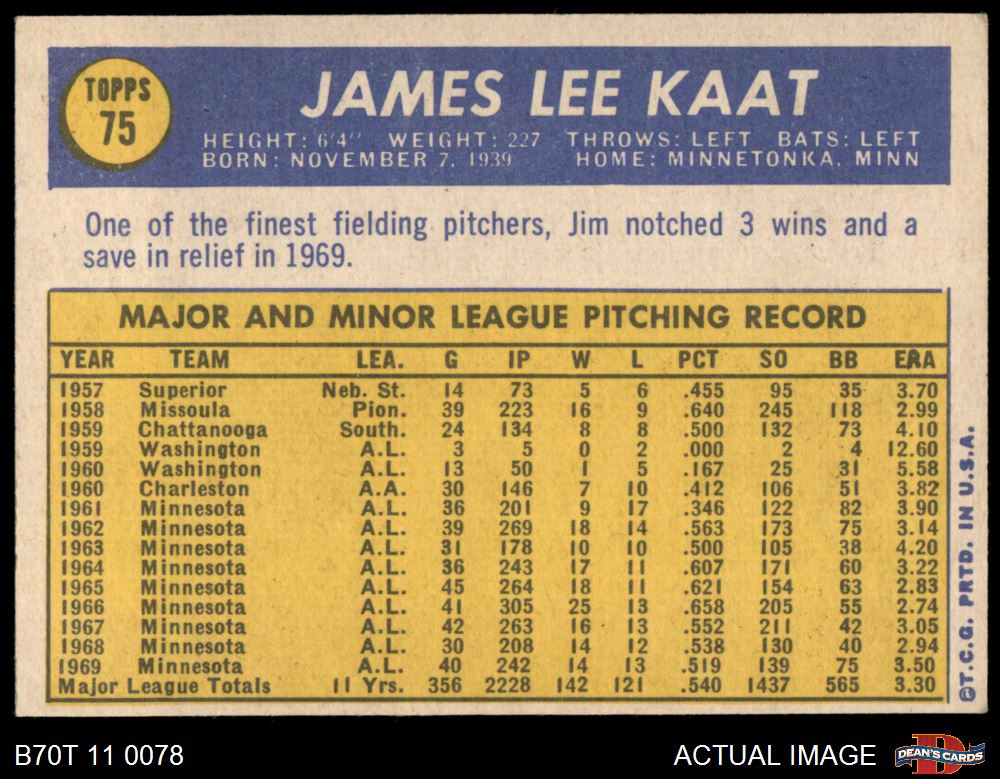 TOPPS
75
JAMES LEE KAAT
HEIGHT: 6'4" WEIGHT: 227 THROWS: LEFT BATS: LEFT
BORN: NOVEMBER 7, 1939 HOME: MINNETONKA, MINN
One of the finest fielding pitchers, Jim notched 3 wins and a
save in relief in 1969.
MAJOR AND MINOR LEAGUE PITCHING RECORD
YEAR TEAM LEA. G IP W L PCT SO BB ERA
1957 Superior Neb. St. 14 73 5 6 .455 95 35 3.70
1958 Missoula Pion. 39 223 16 9 .640 245 118 2.99
1959 Chattanooga South. 24 134 8 8 .500 132 73 4.10
1959 Washington A.L. 3 5 0 2 .000 2 4 12.60
1960 Washington A.L. 13 50 1 5 .167 25 31 5.58
1960 Charleston A.A. 30 146 7 10 .412 106 51 3.82
1961 Minnesota A.L. 36 201 9 17 .346 122 82 3.90
1962 Minnesota A.L. 39 269 18 14 .563 173 75 3.14
1963 Minnesota A.L. 31 178 10 10 .500 105 38 4.20
1964 Minnesota A.L. 36 243 17 11 .607 171 60 3.22
1965 Minnesota A.L. 45 264 18 11 .621 154 63 2.83
1966 Minnesota A.L. 41 305 25 13 .658 205 55 2.74
1967 Minnesota A.L. 42 263 16 13 .552 211 42 3.05
1968 Minnesota A.L. 30 208 14 12 .538 130 40 2.94
1969 Minnesota A.L. 40 242 14 13 .519 139 75 3.50
Major League Totals 11 Yrs. 356 2228 142 121 .540 1437 565 3.30
©T.C.G. PRTD. IN U.S.A.
B70T 11 0078 ACTUAL IMAGE
D
DEAN'S CARDS